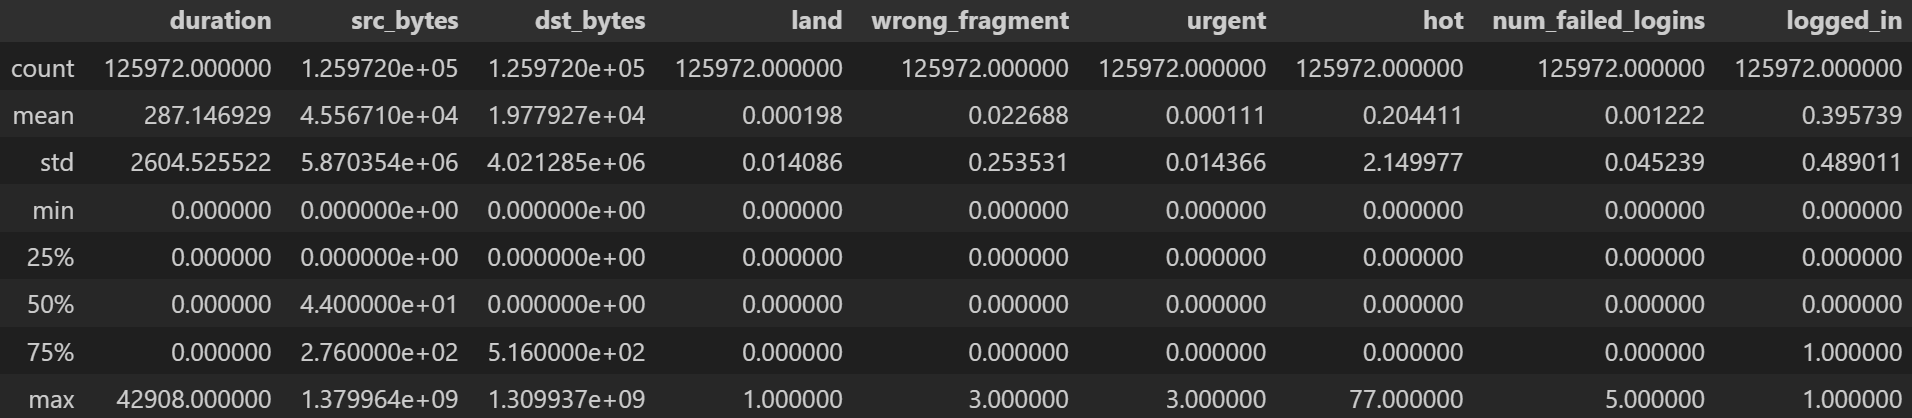 duration src_bytes dst_bytes land wrong_fragment urgent hot num_failed_logins logged_in
count 125972.000000 1.259720e+05 1.259720e+05 125972.000000 125972.000000 125972.000000 125972.000000 125972.000000 125972.000000
mean 287.146929 4.556710e+04 1.977927e+04 0.000198 0.022688 0.000111 0.204411 0.001222 0.395739
std 2604.525522 5.870354e+06 4.021285e+06 0.014086 0.253531 0.014366 2.149977 0.045239 0.489011
min 0.000000 0.000000e+00 0.000000e+00 0.000000 0.000000 0.000000 0.000000 0.000000 0.000000
25% 0.000000 0.000000e+00 0.000000e+00 0.000000 0.000000 0.000000 0.000000 0.000000 0.000000
50% 0.000000 4.400000e+01 0.000000e+00 0.000000 0.000000 0.000000 0.000000 0.000000 0.000000
75% 0.000000 2.760000e+02 5.160000e+02 0.000000 0.000000 0.000000 0.000000 0.000000 1.000000
max 42908.000000 1.379964e+09 1.309937e+09 1.000000 3.000000 3.000000 77.000000 5.000000 1.000000